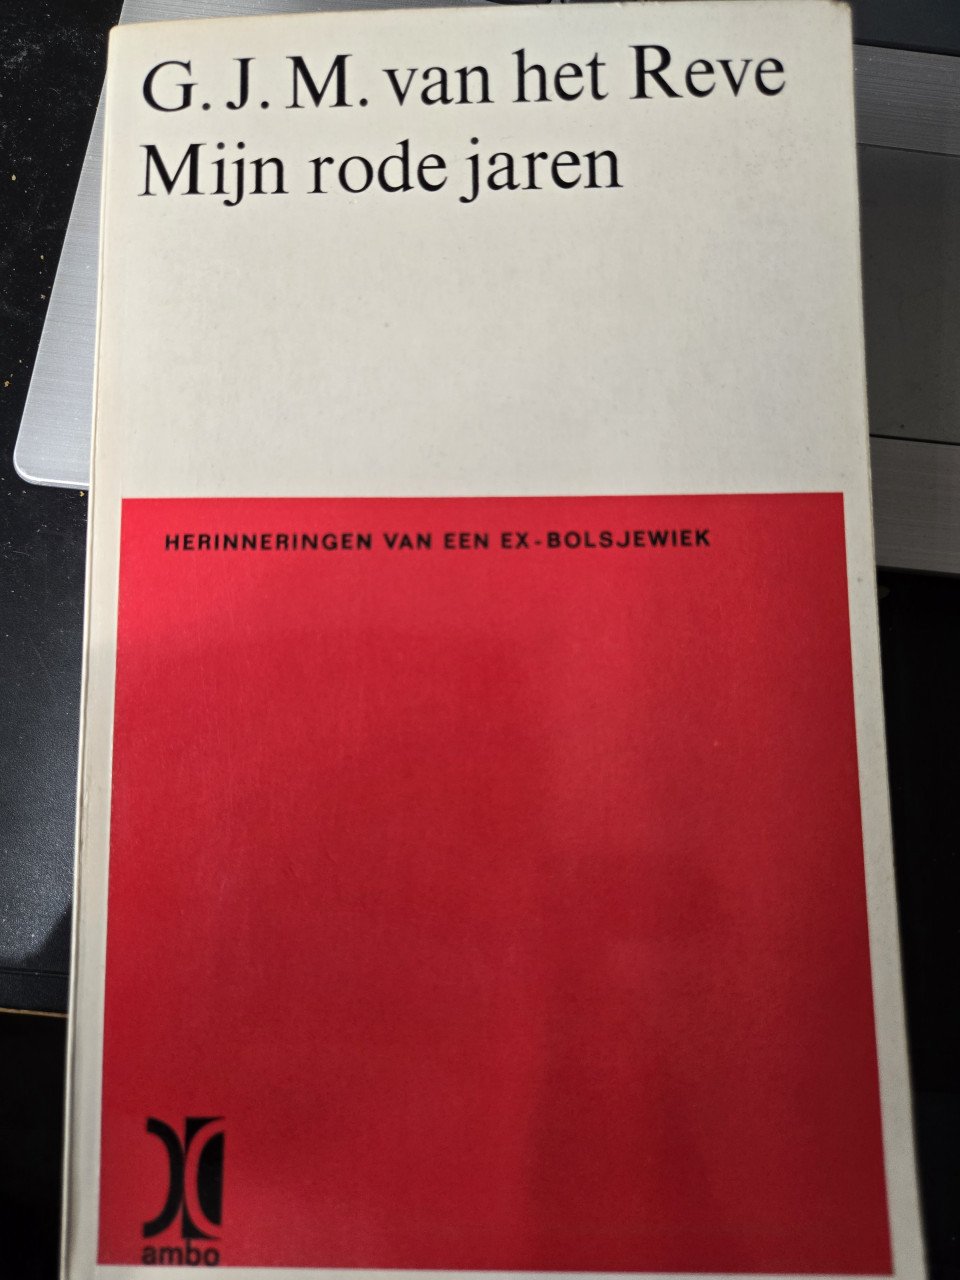 G. J. M. van het Reve
Mijn rode jaren
HERINNERINGEN VAN EEN EX-BOLSJEWIEK
ambo